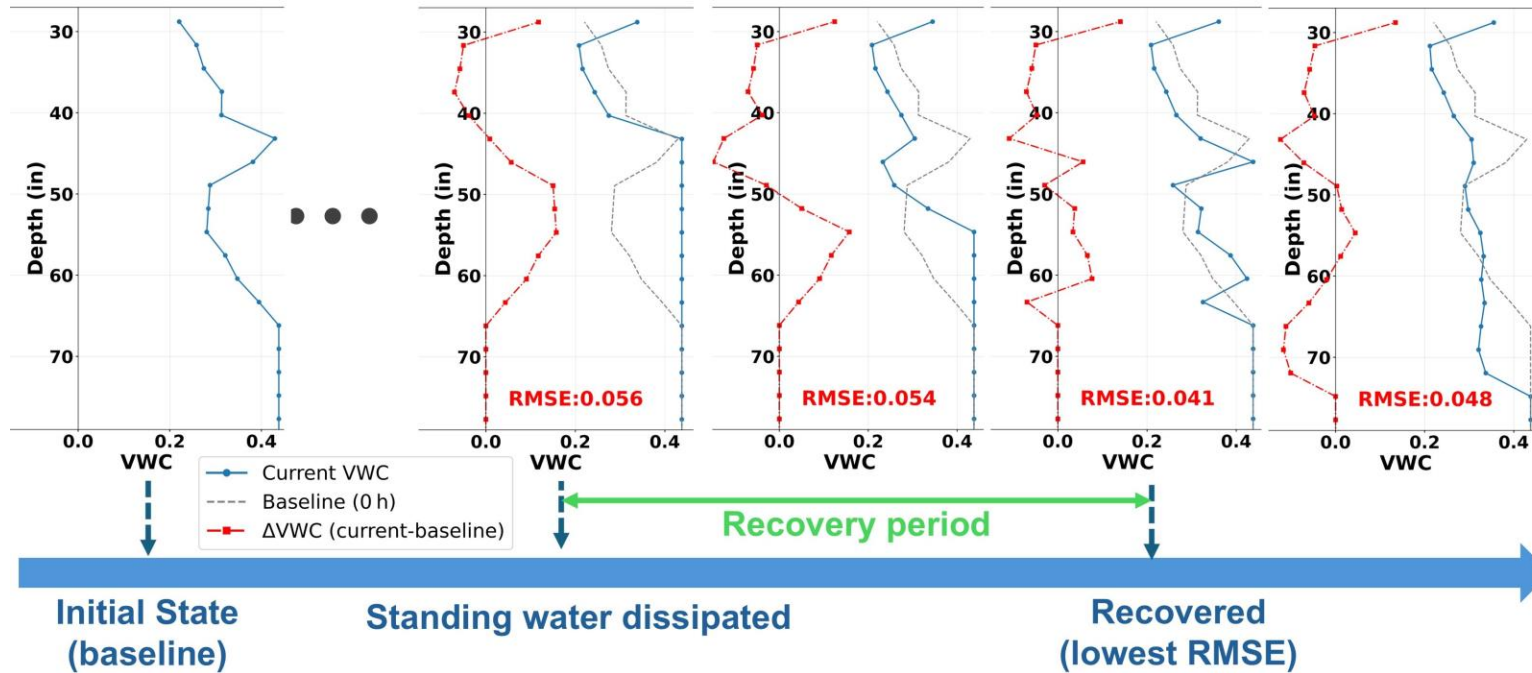 30
40
50
60
70
Depth (in)
0.0 0.2 0.4
VWC
30
40
50
60
70
Depth (in)
RMSE:0.056
0.0 0.2 0.4
VWC
30
40
50
60
70
Depth (in)
RMSE:0.054
0.0 0.2 0.4
VWC
30
40
50
60
70
Depth (in)
RMSE:0.041
0.0 0.2 0.4
VWC
30
40
50
60
70
Depth (in)
RMSE:0.048
0.0 0.2 0.4
VWC
Current VWC
Baseline (0 h)
ΔVWC (current-baseline)
Recovery period
Initial State
(baseline)
Standing water dissipated
Recovered
(lowest RMSE)